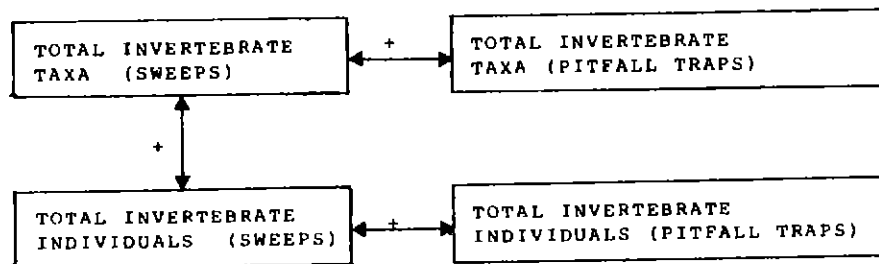 TOTAL INVERTEBRATE
TAXA (SWEEPS)
+
TOTAL INVERTEBRATE
TAXA (PITFALL TRAPS)
+
TOTAL INVERTEBRATE
INDIVIDUALS (SWEEPS)
+
TOTAL INVERTEBRATE
INDIVIDUALS (PITFALL TRAPS)